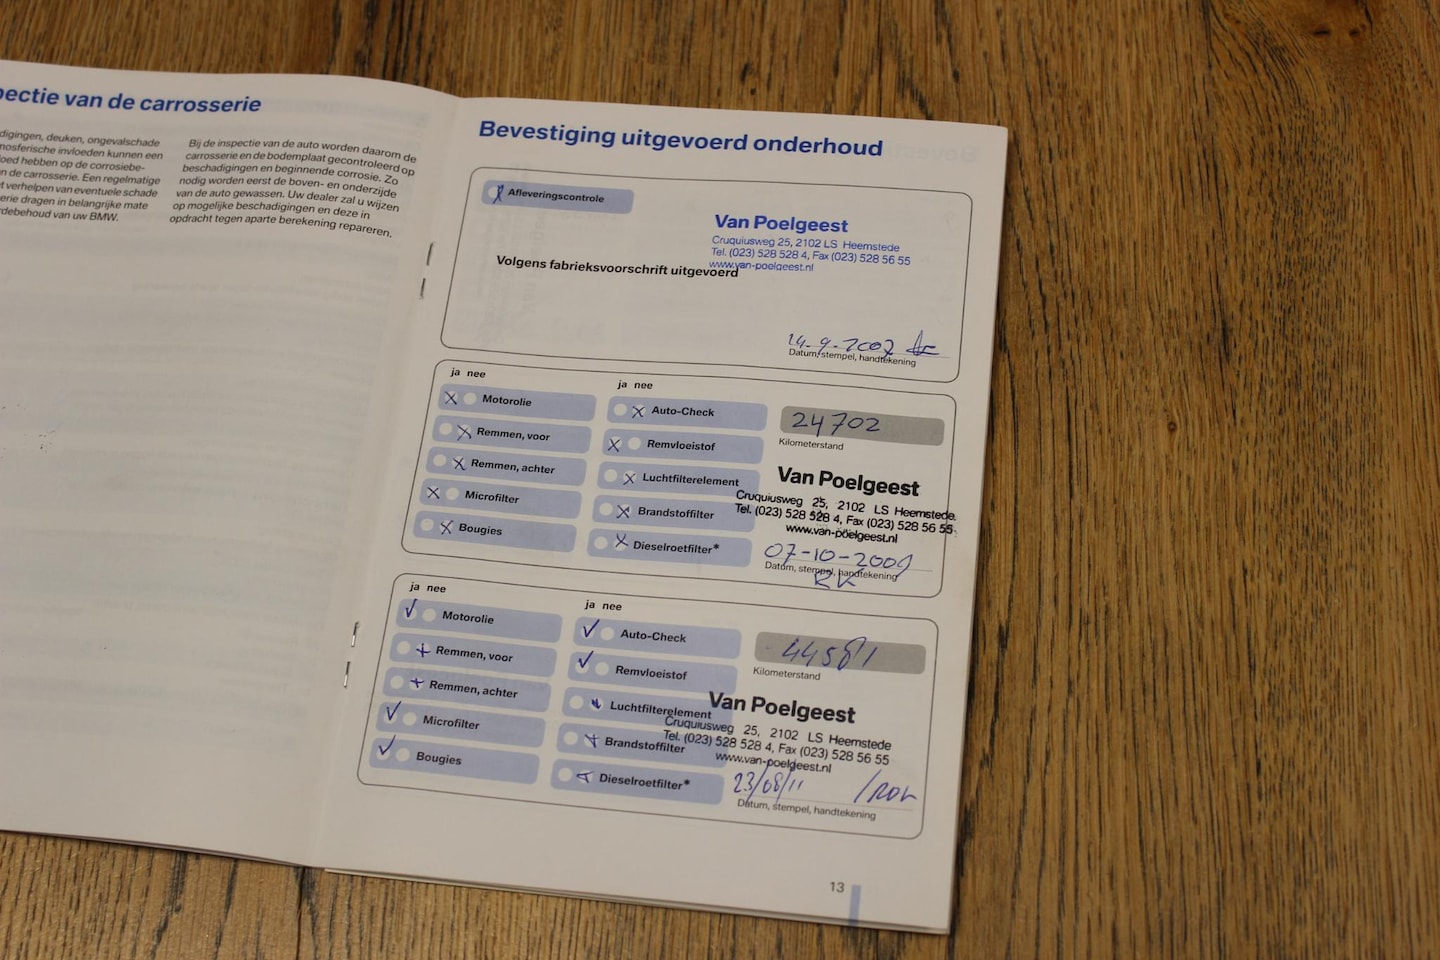 pectie van de carrosserie
digingen, deuken, ongevalschade
mosferische invloeden kunnen een
loed hebben op de corrosiebe-
n de carrosserie. Een regelmatige
t verhelpen van eventuele schade
erie dragen in belangrijke mate
rdebehoud van uw BMW.
Bij de inspectie van de auto worden daarom de
carrosserie en de bodemplaat gecontroleerd op
beschadigingen en beginnende corrosie. Zo
nodig worden eerst de boven- en onderzijde
van de auto gewassen. Uw dealer zal u wijzen
op mogelijke beschadigingen en deze in
opdracht tegen aparte berekening repareren.
Bevestiging uitgevoerd onderhoud
Afleveringscontrole
Van Poelgeest
Cruquiusweg 25, 2102 LS Heemstede
Tel. (023) 528 528 4, Fax (023) 528 56 55
www.van-poelgeest.nl
Volgens fabrieksvoorschrift uitgevoerd
14-9-2007
Datum, stempel, handtekening
ja nee
Motorolie
Remmen, voor
Remmen, achter
Microfilter
Bougies
ja nee
Auto-Check
Remvloeistof
Luchtfilterelement
Brandstoffilter
Dieselroetfilter*
24702
Kilometerstand
Van Poelgeest
Cruquiusweg 25, 2102 LS Heemstede
Tel. (023) 528 528 4, Fax (023) 528 56 55
www.van-poelgeest.nl
07-10-2009
Datum, stempel, handtekening
RK
ja nee
Motorolie
Remmen, voor
Remmen, achter
Microfilter
Bougies
ja nee
Auto-Check
Remvloeistof
Luchtfilterelement
Brandstoffilter
Dieselroetfilter*
44581
Kilometerstand
Van Poelgeest
Cruquiusweg 25, 2102 LS Heemstede
Tel. (023) 528 528 4, Fax (023) 528 56 55
www.van-poelgeest.nl
23/08/11
Datum, stempel, handtekening
13